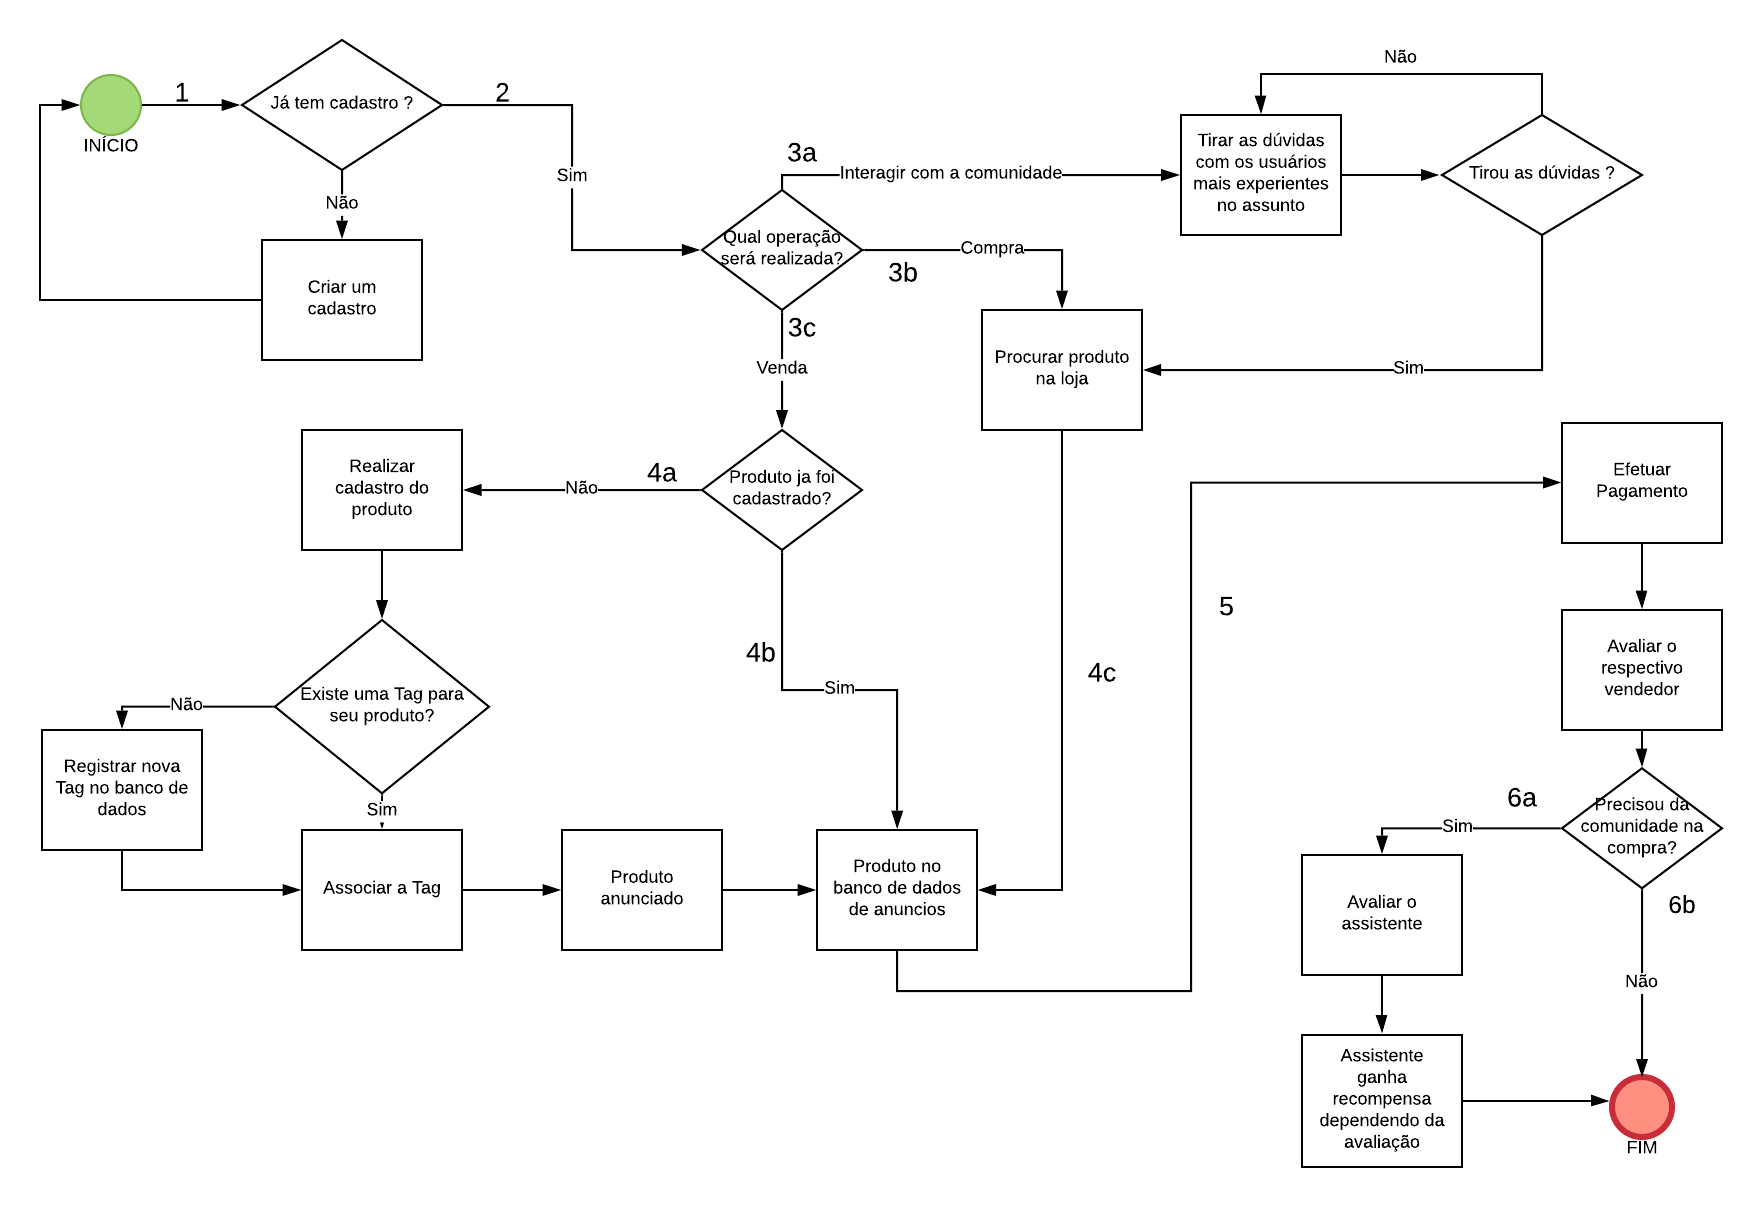 1
2
Já tem cadastro ?
INÍCIO
Sim
Não
Criar um
cadastro
Não
3a
Interagir com a comunidade
Tirar as dúvidas
com os usuários
mais experientes
no assunto
Tirou as dúvidas ?
Qual operação
será realizada?
Compra
3b
3c
Venda
Procurar produto
na loja
Sim
Realizar
cadastro do
produto
4a
Não
Produto ja foi
cadastrado?
Efetuar
Pagamento
5
4b
Sim
4c
Avaliar o
respectivo
vendedor
Existe uma Tag para
seu produto?
Não
Registrar nova
Tag no banco de
dados
Sim
Associar a Tag
Produto
anunciado
Produto no
banco de dados
de anuncios
6a
Sim
Precisou da
comunidade na
compra?
6b
Avaliar o
assistente
Não
Assistente
ganha
recompensa
dependendo da
avaliação
FIM